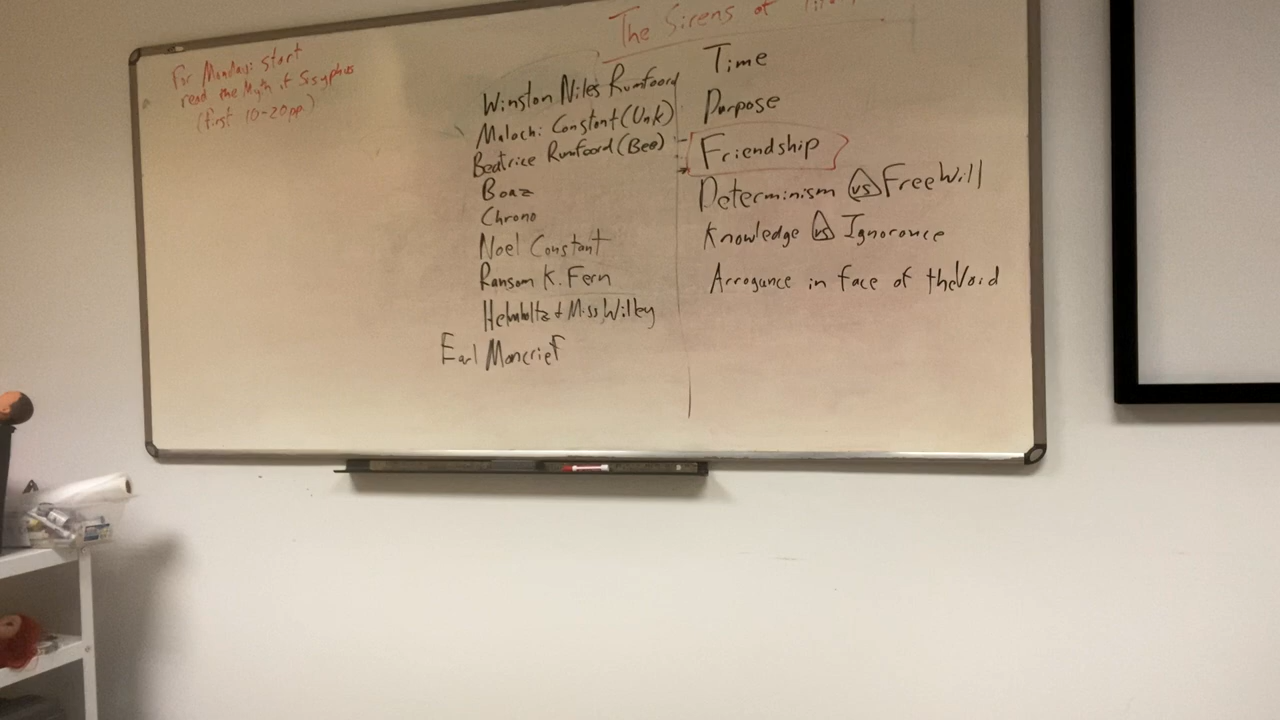 For Monday: start
read the Myth of Sisyphus
(first 10-20pp.)
The Sirens of
Winston Niles Rumfoord
Malachi Constant (Unk)
Beatrice Rumfoord (Bee)
Boaz
Chrono
Noel Constant
Ransom K. Fern
Helmholtz + Miss Wiley
Earl Moncrief
Time
Purpose
Friendship
Determinism vs Free Will
Knowledge vs Ignorance
Arrogance in face of the Void